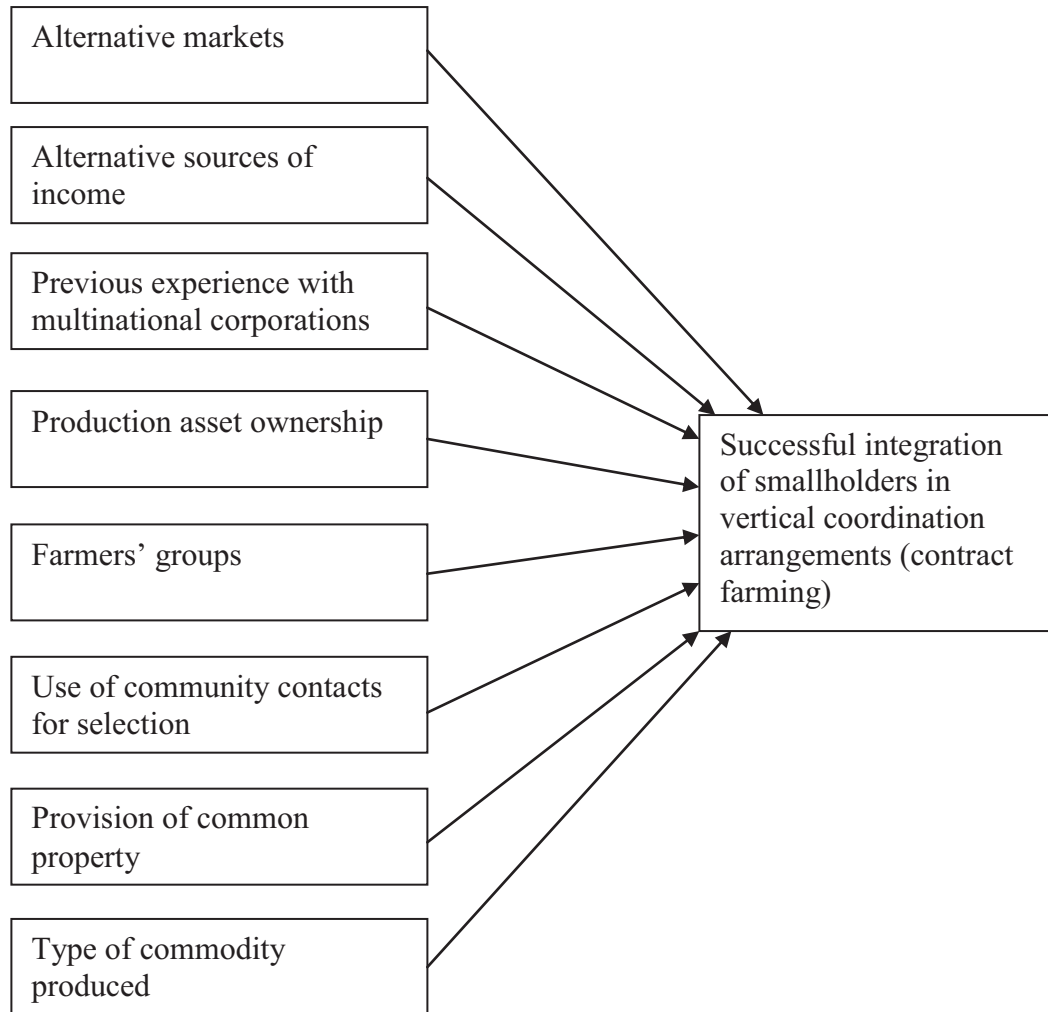 Alternative markets
Alternative sources of
income
Previous experience with
multinational corporations
Production asset ownership
Farmers’ groups
Use of community contacts
for selection
Provision of common
property
Type of commodity
produced
Successful integration
of smallholders in
vertical coordination
arrangements (contract
farming)